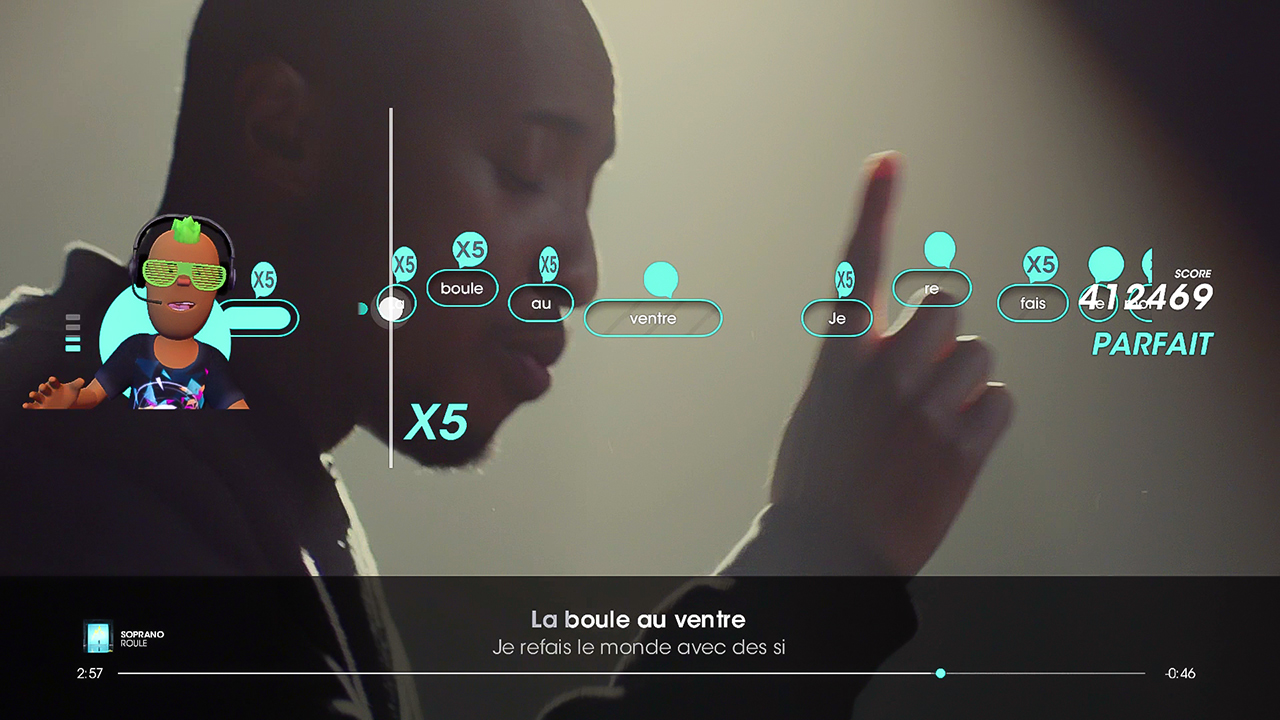 X5
X5
X5
X5
X5
X5
boule
au
ventre
Je
re
fais
le
SCORE
412469
PARFAIT
X5
La boule au ventre
Je refais le monde avec des si
SOPRANO
ROULE
2:57
-0:46